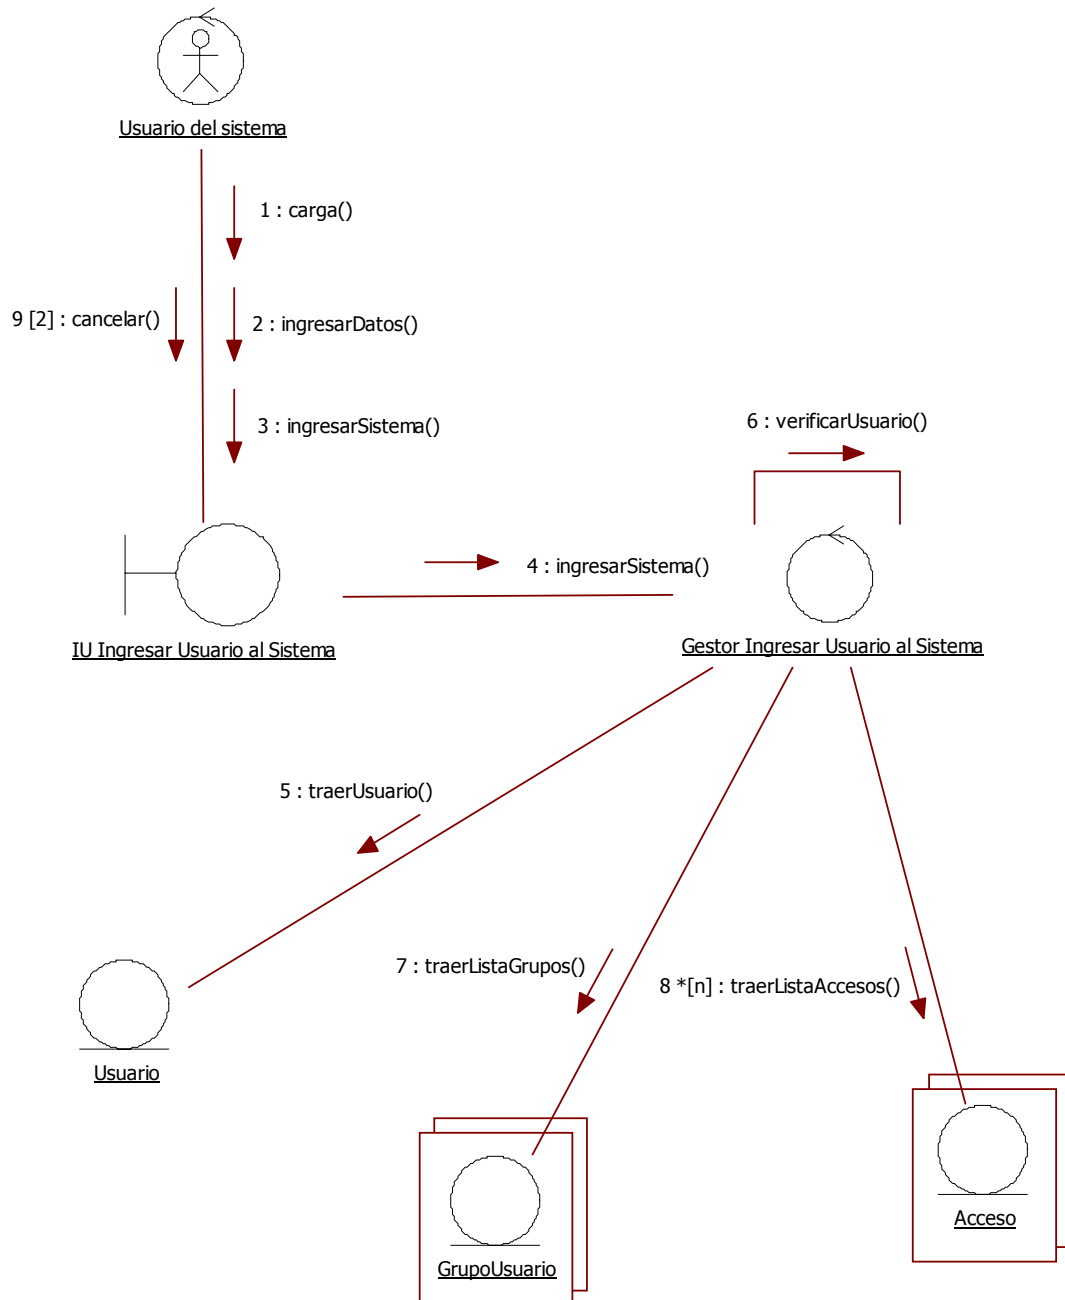 Usuario del sistema
1 : carga()
9 [2] : cancelar()
2 : ingresarDatos()
3 : ingresarSistema()
6 : verificarUsuario()
4 : ingresarSistema()
IU Ingresar Usuario al Sistema
Gestor Ingresar Usuario al Sistema
5 : traerUsuario()
7 : traerListaGrupos()
8 *[n] : traerListaAccesos()
Usuario
Acceso
GrupoUsuario